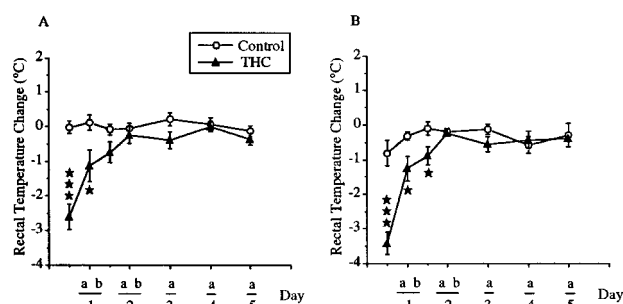 A
Control
THC
Rectal Temperature Change (°C)
2
1
0
-1
-2
-3
-4
a b a b a a a
1 2 3 4 5 Day
B
Rectal Temperature Change (°C)
2
1
0
-1
-2
-3
-4
a b a b a a a
1 2 3 4 5 Day